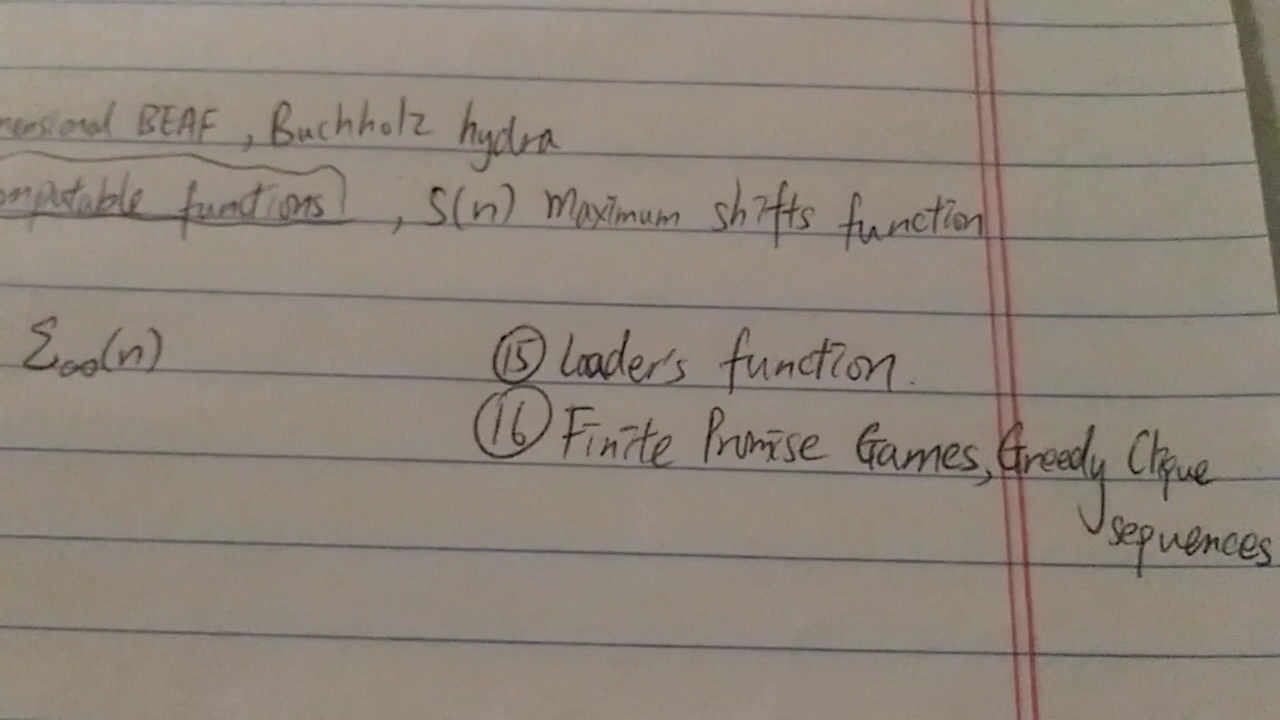 BEAF, Buchholz hydra
functions, S(n) Maximum shifts function
Σ∞(n) ⑮ Loader's function.
⑯ Finite Promise Games, Greedy Clique
sequences